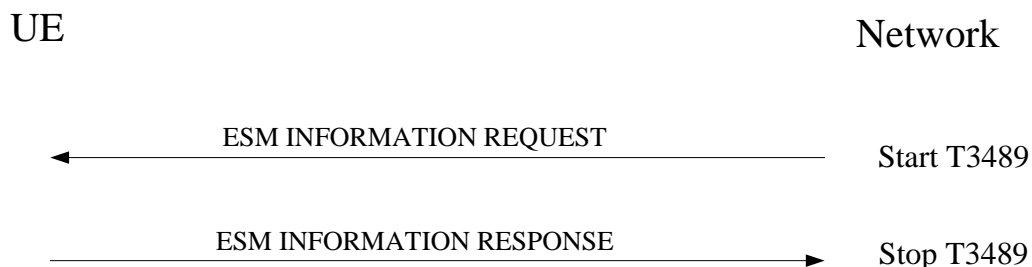 UE
Network
ESM INFORMATION REQUEST
Start T3489
ESM INFORMATION RESPONSE
Stop T3489